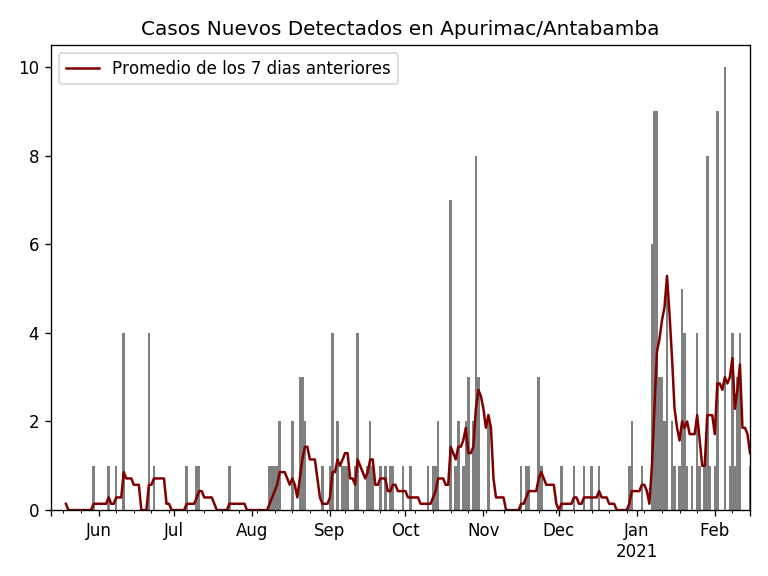 Casos Nuevos Detectados en Apurimac/Antabamba
Promedio de los 7 dias anteriores
10
8
6
4
2
0
Jun Jul Aug Sep Oct Nov Dec Jan Feb
2021